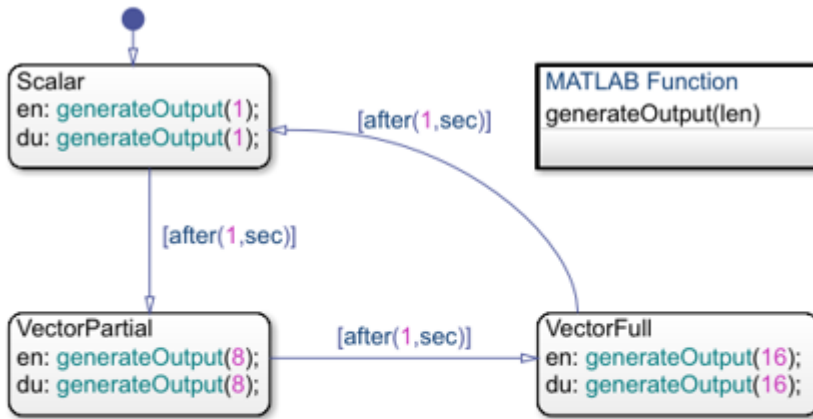 Scalar
en: generateOutput(1);
du: generateOutput(1);
MATLAB Function
generateOutput(len)
[after(1,sec)]
[after(1,sec)]
VectorPartial
en: generateOutput(8);
du: generateOutput(8);
[after(1,sec)]
VectorFull
en: generateOutput(16);
du: generateOutput(16);